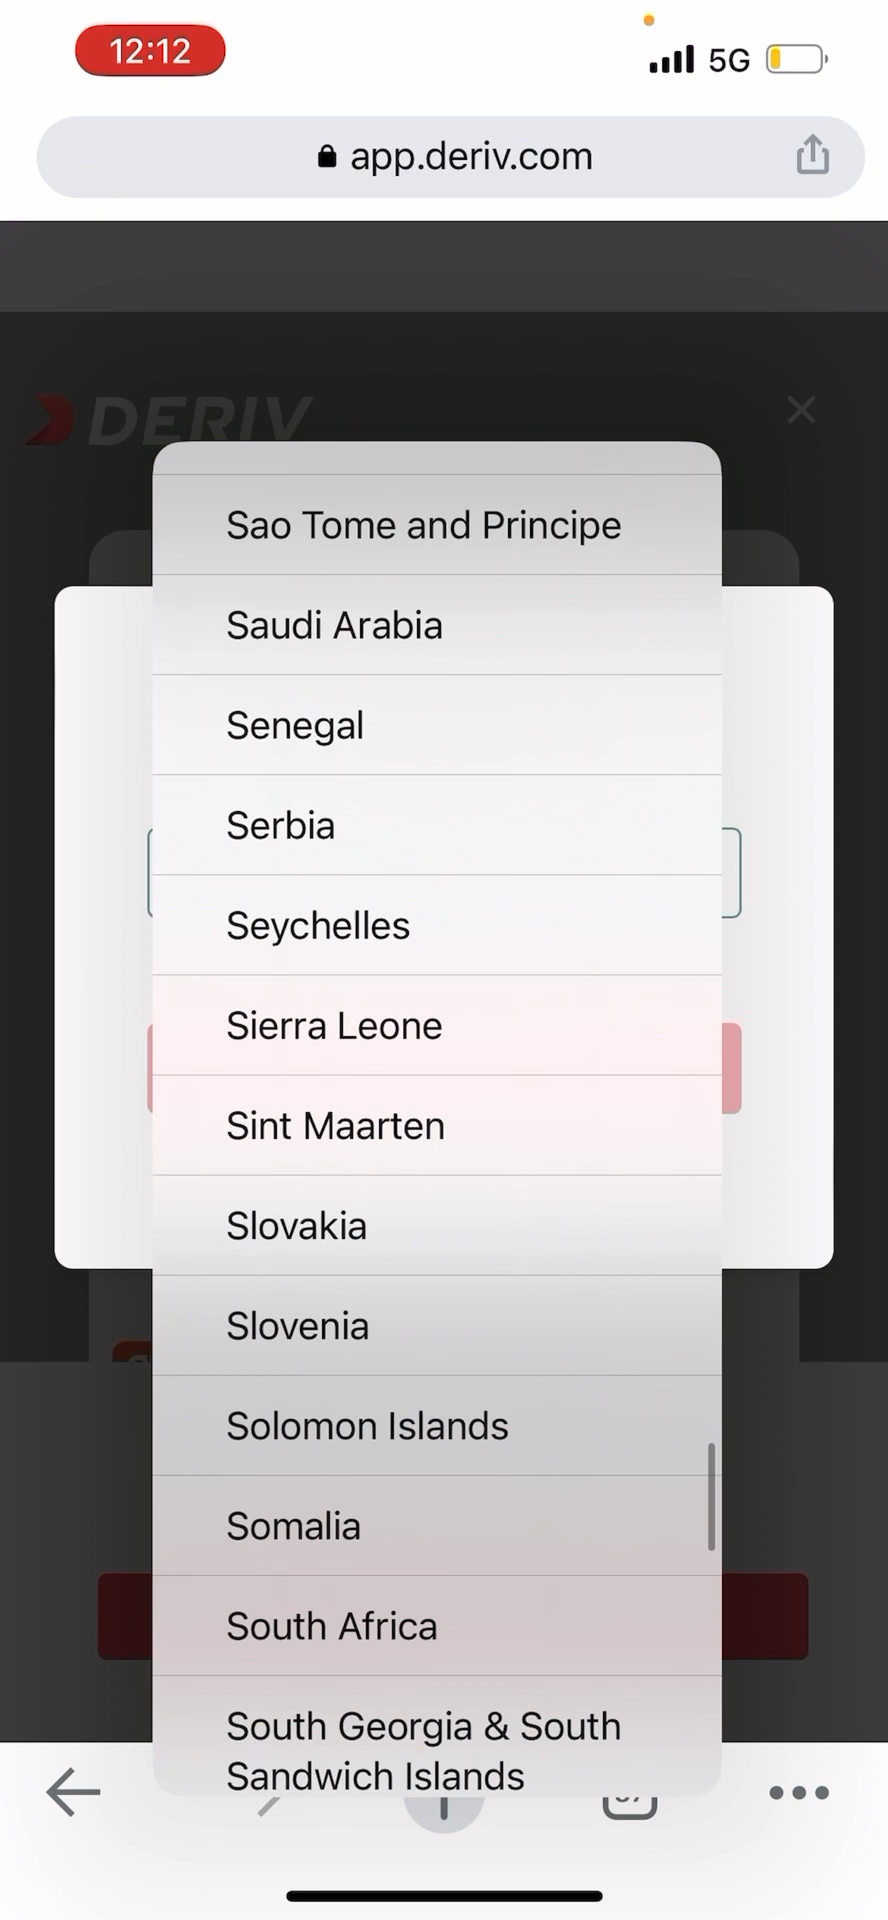 12:12
5G
app.deriv.com
DERIV
Sao Tome and Principe
Saudi Arabia
Senegal
Serbia
Seychelles
Sierra Leone
Sint Maarten
Slovakia
Slovenia
Solomon Islands
Somalia
South Africa
South Georgia & South
Sandwich Islands